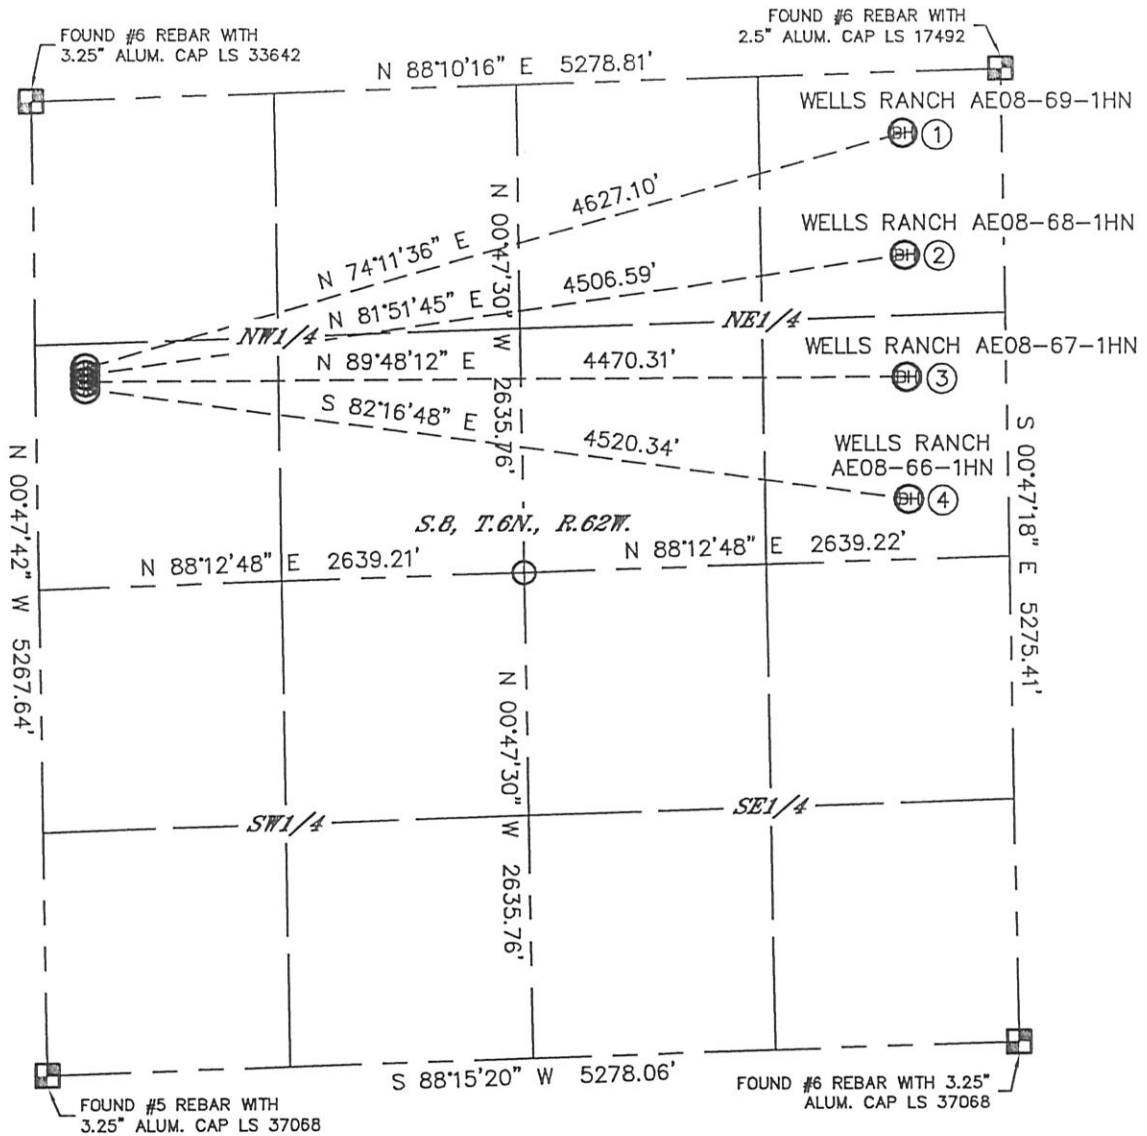 FOUND #6 REBAR WITH
3.25" ALUM. CAP LS 33642
FOUND #6 REBAR WITH
2.5" ALUM. CAP LS 17492
N 88°10'16" E 5278.81'
WELLS RANCH AE08-69-1HN
BH 1
4627.10'
N 74°11'36" E
N 00°47'30" W 2635.76'
WELLS RANCH AE08-68-1HN
BH 2
4506.59'
N 81°51'45" E
NW1/4
NE1/4
WELLS RANCH AE08-67-1HN
N 89°48'12" E 4470.31'
BH 3
S 82°16'48" E 4520.34'
WELLS RANCH
AE08-66-1HN
BH 4
N 00°47'42" W 5267.64'
S 00°47'18" E 5275.41'
S.8, T.6N., R.62W.
N 88°12'48" E 2639.21'
N 88°12'48" E 2639.22'
N 00°47'30" W 2635.76'
SW1/4
SE1/4
S 88°15'20" W 5278.06'
FOUND #5 REBAR WITH
3.25" ALUM. CAP LS 37068
FOUND #6 REBAR WITH 3.25"
ALUM. CAP LS 37068